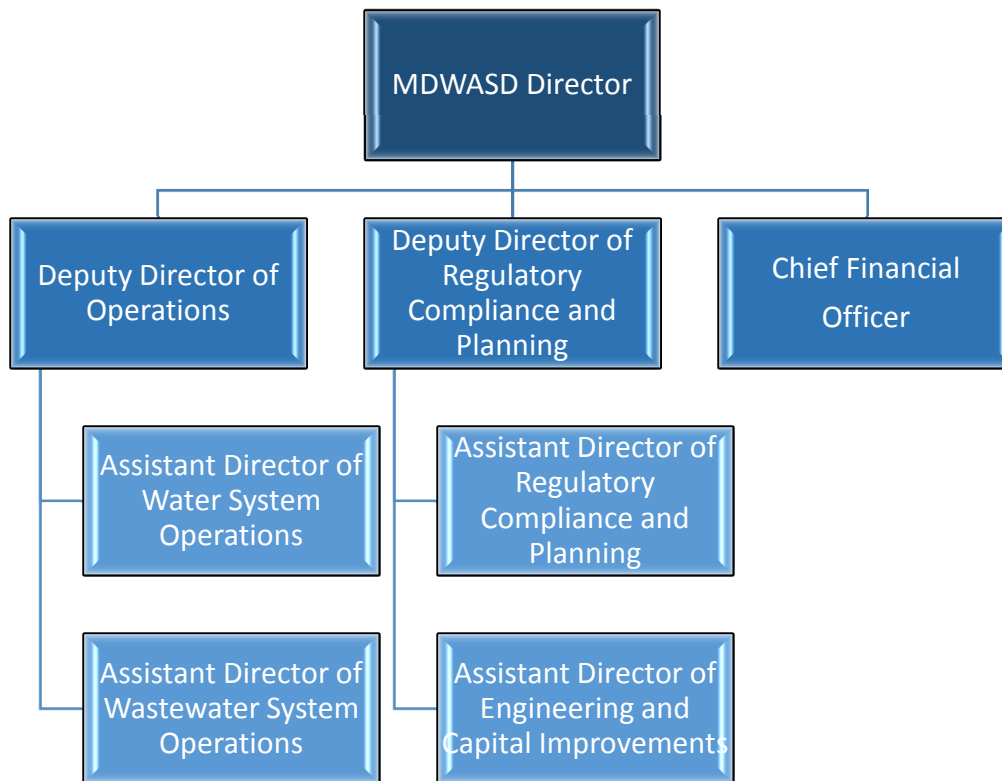 MDWASD Director
Deputy Director of
Operations
Deputy Director of
Regulatory
Compliance and
Planning
Chief Financial
Officer
Assistant Director of
Water System
Operations
Assistant Director of
Regulatory
Compliance and
Planning
Assistant Director of
Wastewater System
Operations
Assistant Director of
Engineering and
Capital Improvements